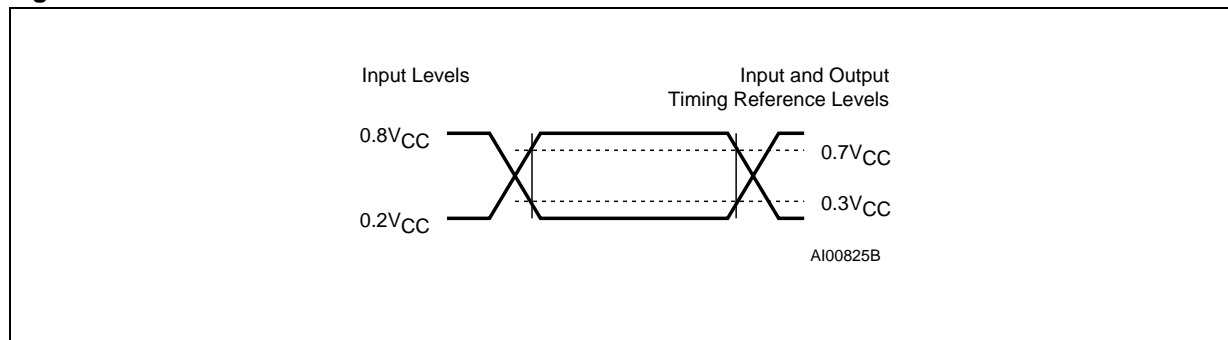 Input Levels
Input and Output
Timing Reference Levels
0.8VCC
0.7VCC
0.3VCC
0.2VCC
AI00825B